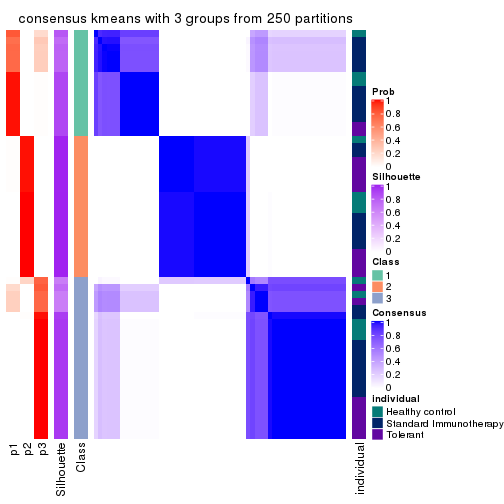 consensus kmeans with 3 groups from 250 partitions
Prob
1
0.8
0.6
0.4
0.2
0
Silhouette
1
0.8
0.6
0.4
0.2
0
Class
1
2
3
Consensus
1
0.8
0.6
0.4
0.2
0
individual
Healthy control
Standard Immunotherapy
Tolerant
p1
p2
p3
Silhouette
Class
individual